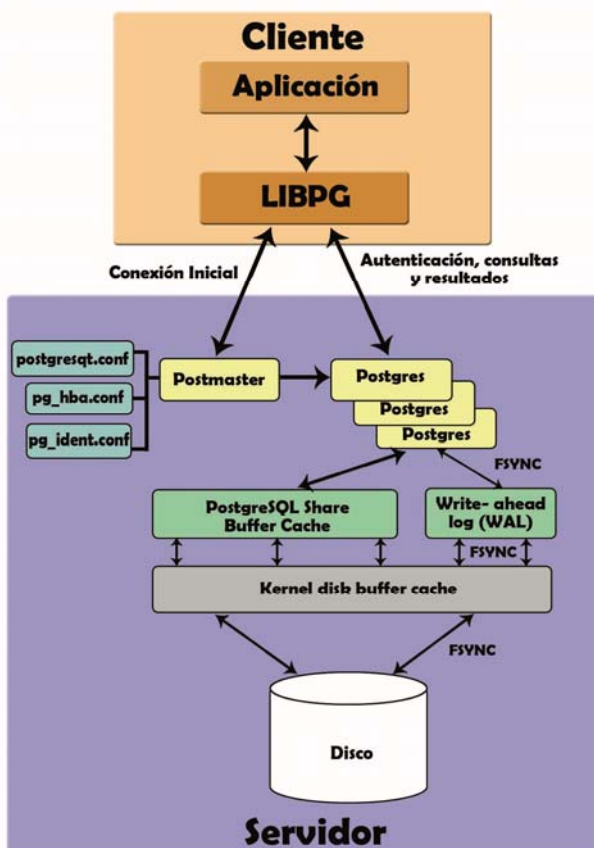 Cliente
Aplicación
LIBPG
Conexión Inicial
Autenticación, consultas
y resultados
postgresqt.conf
pg_hba.conf
pg_ident.conf
Postmaster
Postgres
Postgres
Postgres
FSYNC
PostgreSQL Share
Buffer Cache
Write- ahead
log (WAL)
FSYNC
Kernel disk buffer cache
FSYNC
Disco
Servidor